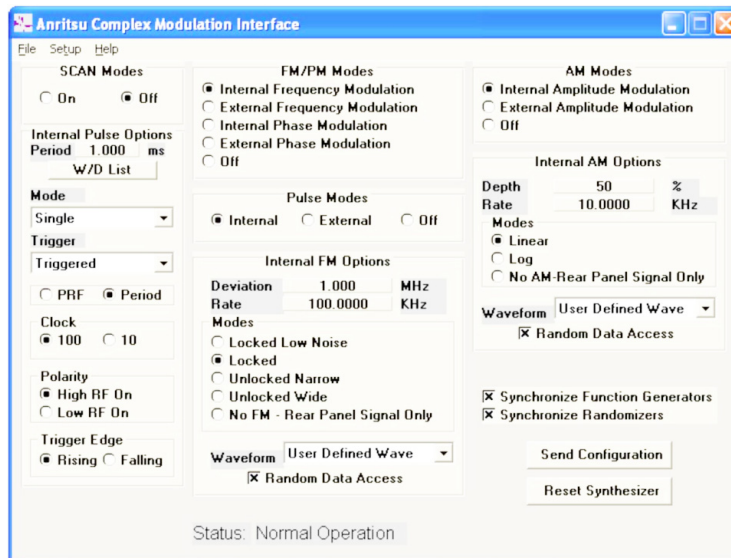 Anritsu Complex Modulation Interface
File Setup Help
SCAN Modes
On Off
Internal Pulse Options
Period 1.000 ms
W/D List
Mode
Single
Trigger
Triggered
PRF Period
Clock
100 10
Polarity
High RF On
Low RF On
Trigger Edge
Rising Falling
FM/PM Modes
Internal Frequency Modulation
External Frequency Modulation
Internal Phase Modulation
External Phase Modulation
Off
Pulse Modes
Internal External Off
Internal FM Options
Deviation 1.000 MHz
Rate 100.0000 KHz
Modes
Locked Low Noise
Locked
Unlocked Narrow
Unlocked Wide
No FM - Rear Panel Signal Only
Waveform User Defined Wave
Random Data Access
AM Modes
Internal Amplitude Modulation
External Amplitude Modulation
Off
Internal AM Options
Depth 50 %
Rate 10.0000 KHz
Modes
Linear
Log
No AM-Rear Panel Signal Only
Waveform User Defined Wave
Random Data Access
Synchronize Function Generators
Synchronize Randomizers
Send Configuration
Reset Synthesizer
Status: Normal Operation